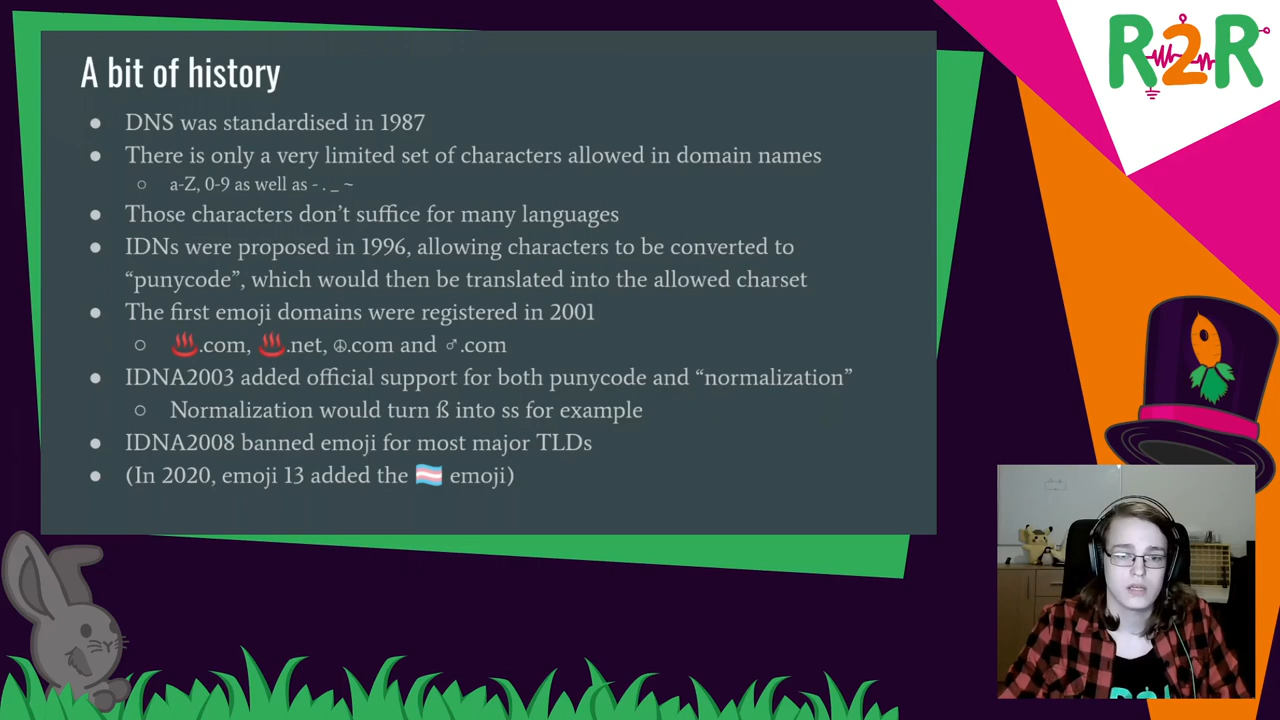 A bit of history
R2R
● DNS was standardised in 1987
● There is only a very limited set of characters allowed in domain names
○ a-Z, 0-9 as well as - . _ ~
● Those characters don’t suffice for many languages
● IDNs were proposed in 1996, allowing characters to be converted to
“punycode”, which would then be translated into the allowed charset
● The first emoji domains were registered in 2001
○ ♨️.com, ♨️.net, ☮.com and ♂.com
● IDNA2003 added official support for both punycode and “normalization”
○ Normalization would turn ß into ss for example
● IDNA2008 banned emoji for most major TLDs
● (In 2020, emoji 13 added the 🏳️‍⚧️ emoji)